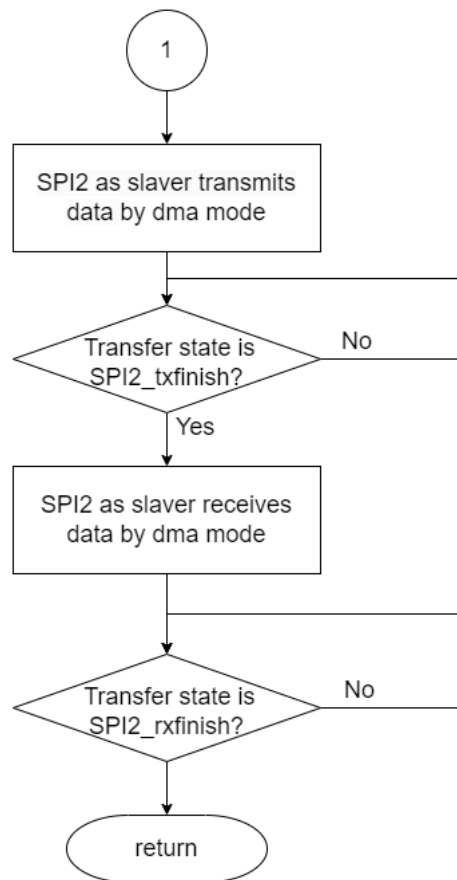 1
SPI2 as slaver transmits
data by dma mode
Transfer state is
SPI2_txfinish?
No
Yes
SPI2 as slaver receives
data by dma mode
Transfer state is
SPI2_rxfinish?
No
return